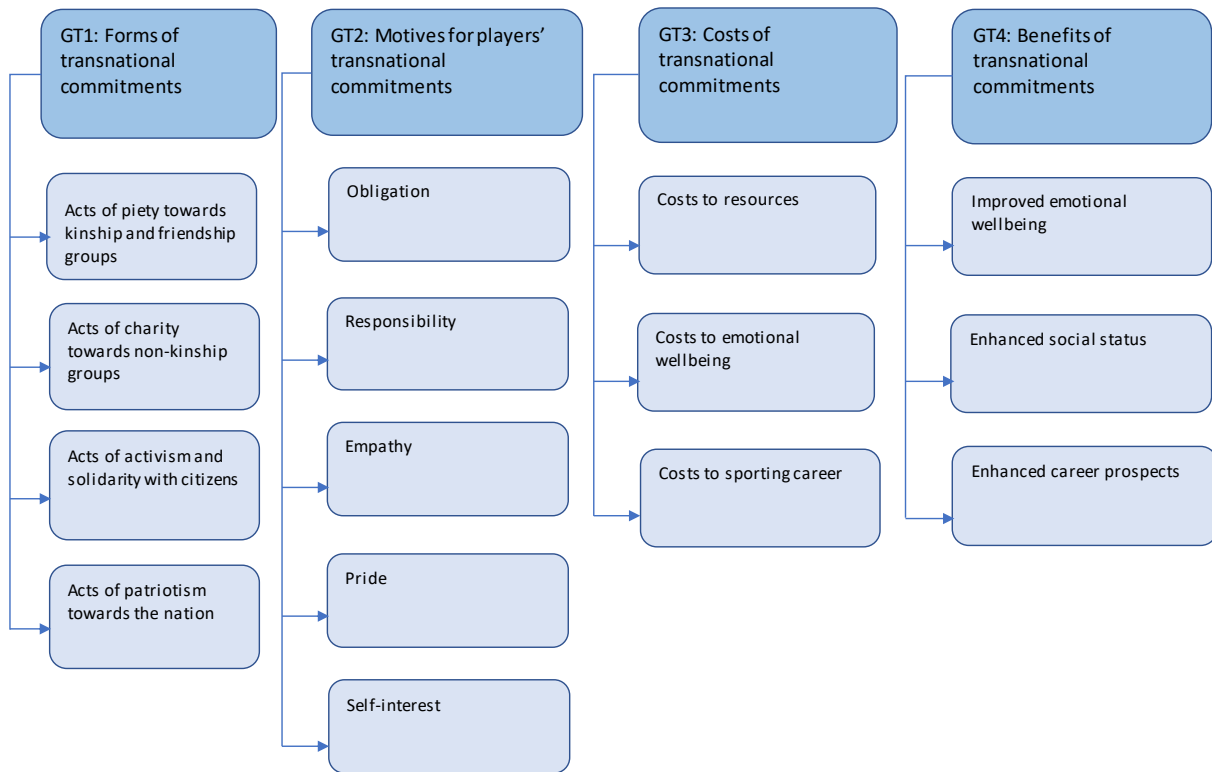 GT1: Forms of
transnational
commitments
Acts of piety towards
kinship and friendship
groups
Acts of charity
towards non-kinship
groups
Acts of activism and
solidarity with citizens
Acts of patriotism
towards the nation
GT2: Motives for players’
transnational
commitments
Obligation
Responsibility
Empathy
Pride
Self-interest
GT3: Costs of
transnational
commitments
Costs to resources
Costs to emotional
wellbeing
Costs to sporting career
GT4: Benefits of
transnational
commitments
Improved emotional
wellbeing
Enhanced social status
Enhanced career prospects